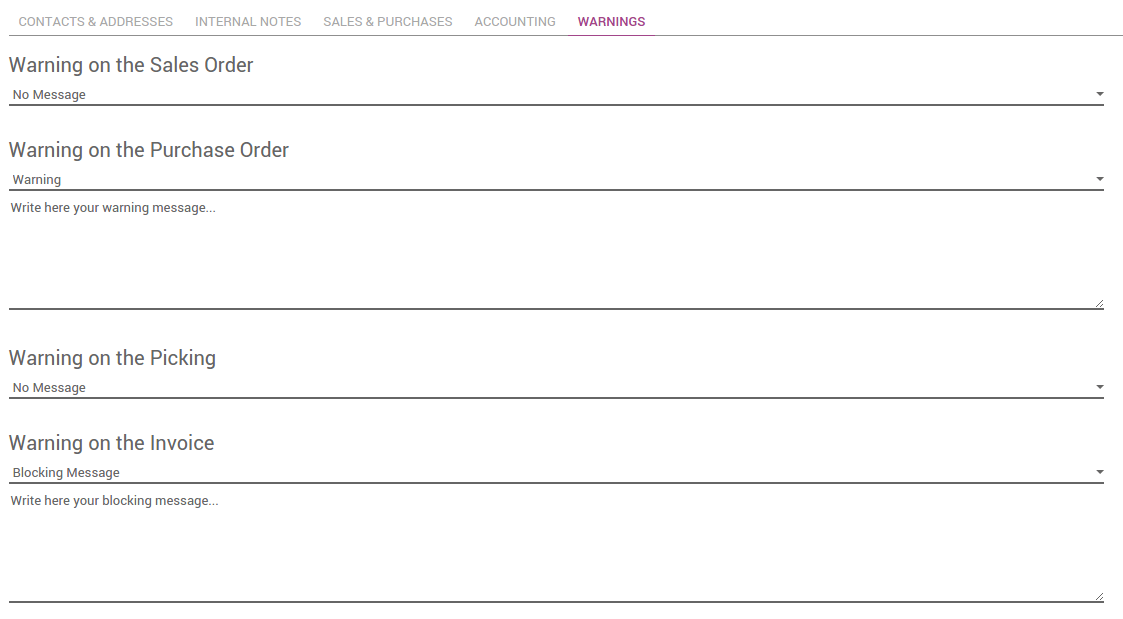 CONTACTS & ADDRESSES INTERNAL NOTES SALES & PURCHASES ACCOUNTING WARNINGS
Warning on the Sales Order
No Message
Warning on the Purchase Order
Warning
Write here your warning message...
Warning on the Picking
No Message
Warning on the Invoice
Blocking Message
Write here your blocking message...